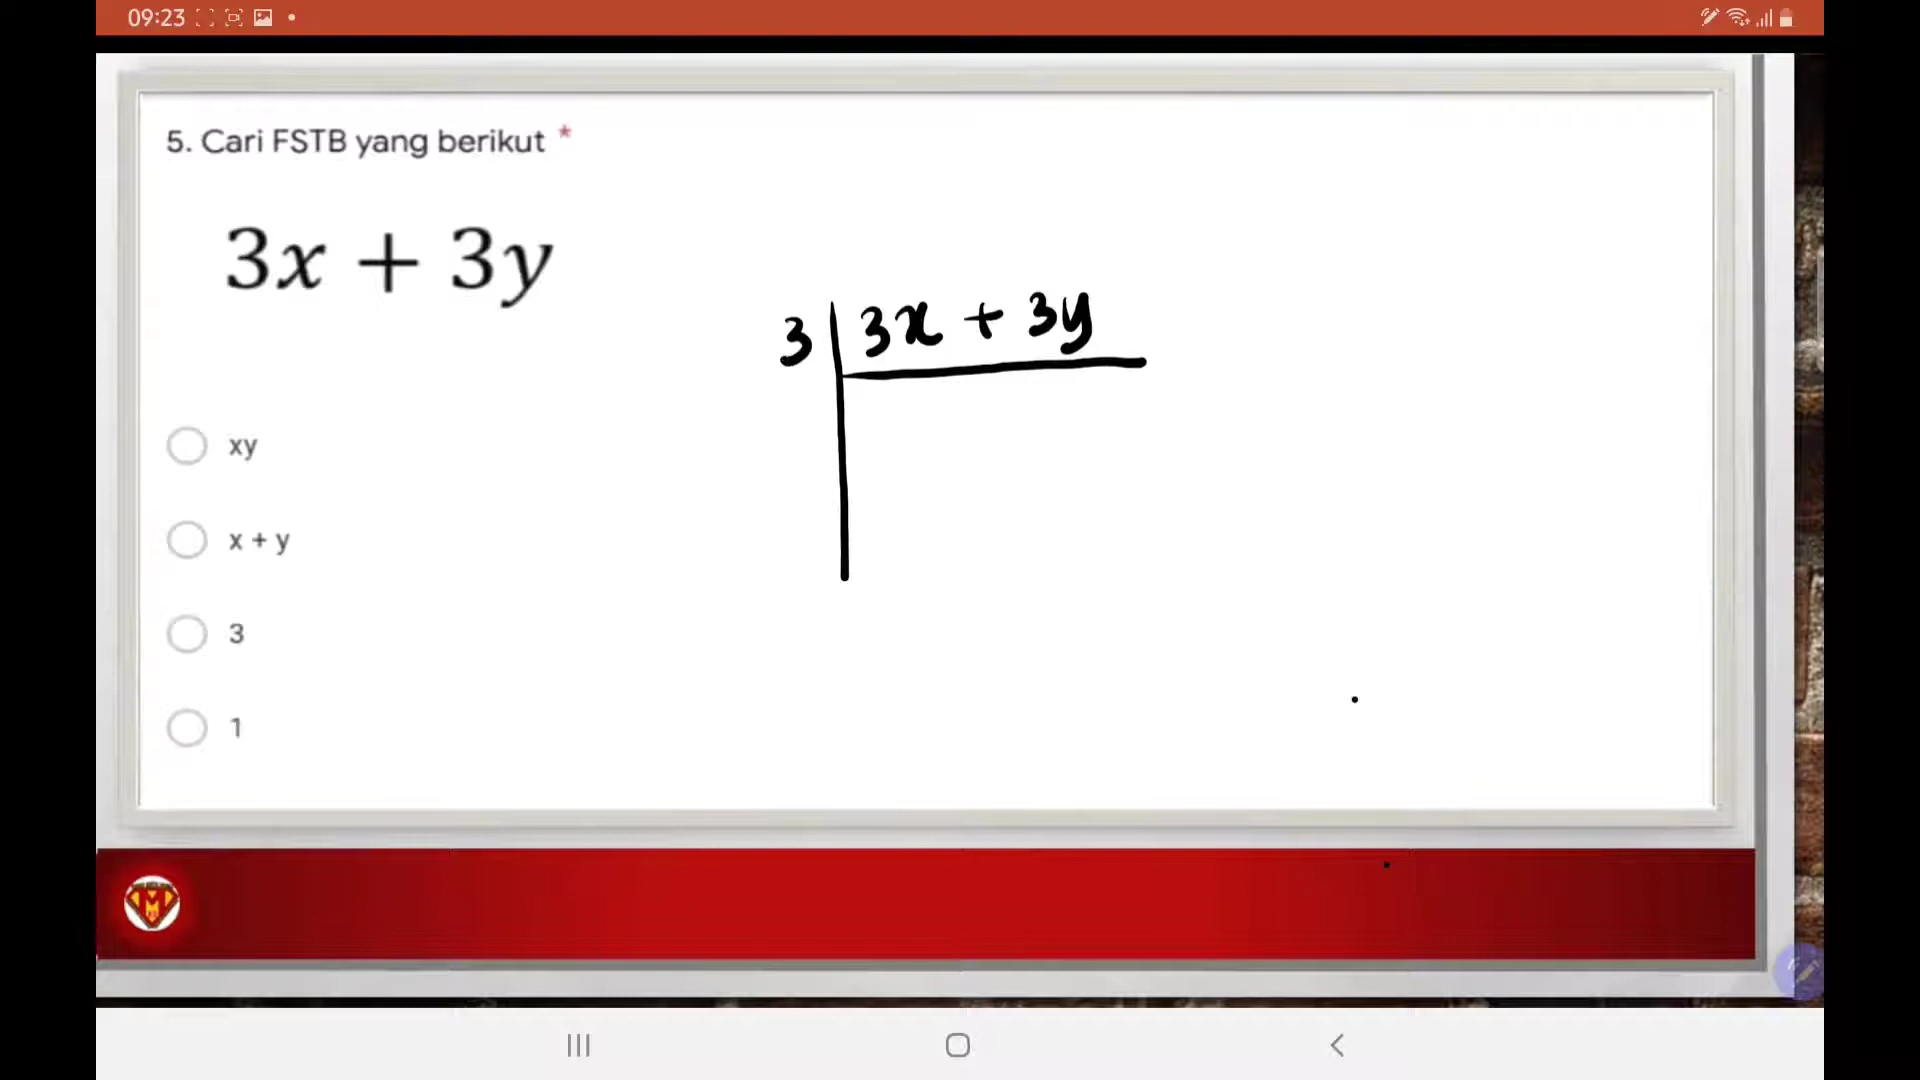 09:23
5. Cari FSTB yang berikut *
3x + 3y
3 3x + 3y
xy
x + y
3
1
M